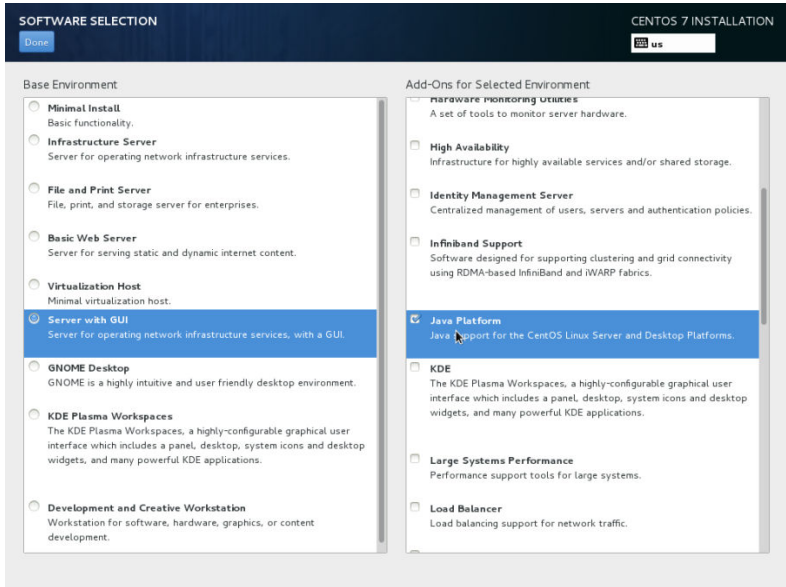 SOFTWARE SELECTION
CENTOS 7 INSTALLATION
Done
us
Base Environment
Minimal Install
Basic functionality.
Infrastructure Server
Server for operating network infrastructure services.
File and Print Server
File, print, and storage server for enterprises.
Basic Web Server
Server for serving static and dynamic internet content.
Virtualization Host
Minimal virtualization host.
Server with GUI
Server for operating network infrastructure services, with a GUI.
GNOME Desktop
GNOME is a highly intuitive and user friendly desktop environment.
KDE Plasma Workspaces
The KDE Plasma Workspaces, a highly-configurable graphical user
interface which includes a panel, desktop, system icons and desktop
widgets, and many powerful KDE applications.
Development and Creative Workstation
Workstation for software, hardware, graphics, or content
development.
Add-Ons for Selected Environment
Hardware Monitoring Utilities
A set of tools to monitor server hardware.
High Availability
Infrastructure for highly available services and/or shared storage.
Identity Management Server
Centralized management of users, servers and authentication policies.
Infiniband Support
Software designed for supporting clustering and grid connectivity
using RDMA-based InfiniBand and iWARP fabrics.
Java Platform
Java support for the CentOS Linux Server and Desktop Platforms.
KDE
The KDE Plasma Workspaces, a highly-configurable graphical user
interface which includes a panel, desktop, system icons and desktop
widgets, and many powerful KDE applications.
Large Systems Performance
Performance support tools for large systems.
Load Balancer
Load balancing support for network traffic.